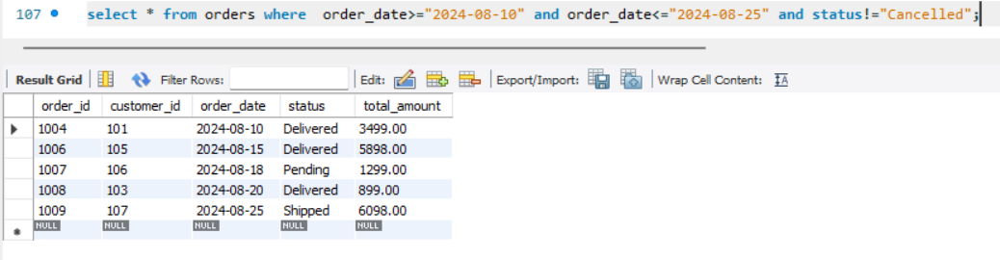 107 select * from orders where  order_date>="2024-08-10" and order_date<="2024-08-25" and status!="Cancelled";
Result Grid Filter Rows: Edit: Export/Import: Wrap Cell Content: IA
order_id customer_id order_date status total_amount
1004 101 2024-08-10 Delivered 3499.00
1006 105 2024-08-15 Delivered 5898.00
1007 106 2024-08-18 Pending 1299.00
1008 103 2024-08-20 Delivered 899.00
1009 107 2024-08-25 Shipped 6098.00
NULL NULL NULL NULL NULL